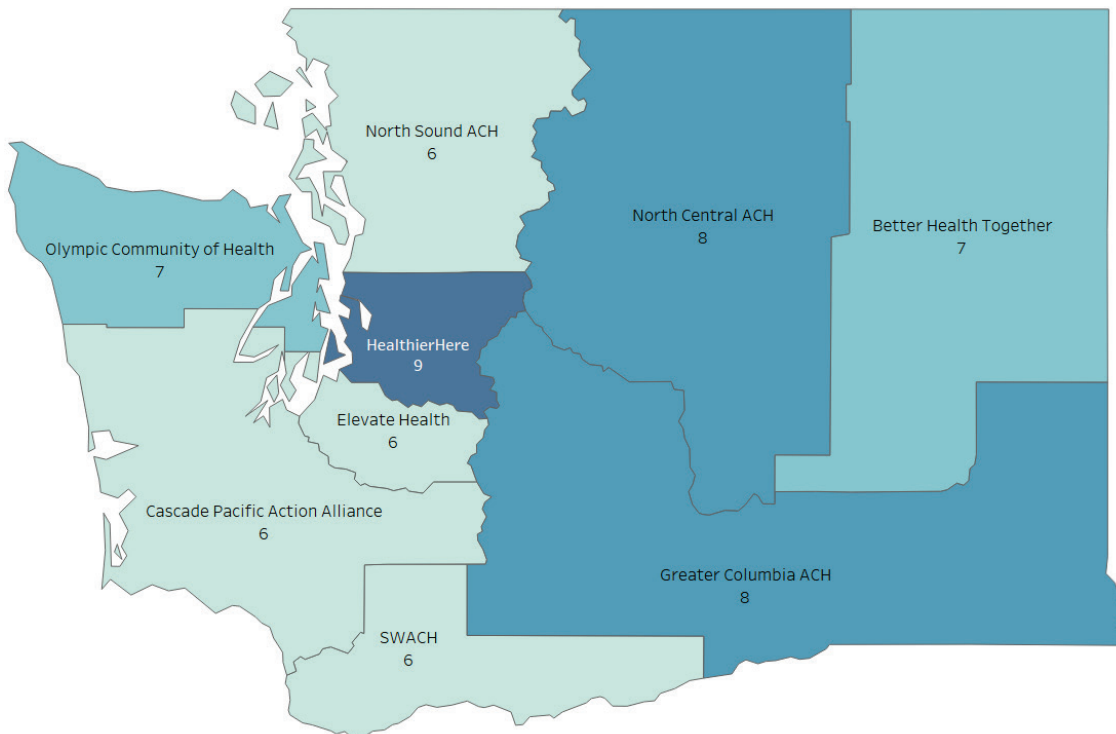 North Sound ACH
6
North Central ACH
8
Better Health Together
7
Olympic Community of Health
7
HealthierHere
9
Elevate Health
6
Cascade Pacific Action Alliance
6
Greater Columbia ACH
8
SWACH
6